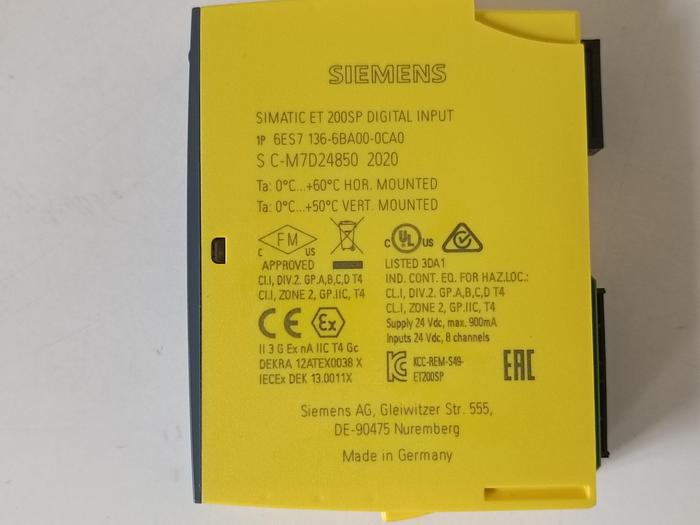 SIEMENS
SIMATIC ET 200SP DIGITAL INPUT
1P 6ES7 136-6BA00-0CA0
S C-M7D24850 2020
Ta: 0°C...+60°C HOR. MOUNTED
Ta: 0°C...+50°C VERT. MOUNTED
FM
C US
APPROVED
CI.I, DIV.2. GP.A,B,C,D T4
CI.I, ZONE 2, GP.IIC, T4
C UL US
LISTED 3DA1
IND. CONT. EQ. FOR HAZ.LOC.:
CL.I, DIV.2. GP.A,B,C,D T4
CL.I, ZONE 2, GP.IIC, T4
Supply 24 Vdc, max. 900mA
Inputs 24 Vdc, 8 channels
CE Ex
II 3 G Ex nA IIC T4 Gc
DEKRA 12ATEX0038 X
IECEx DEK 13.0011X
KCC-REM-S49-
ET200SP
EAC
Siemens AG, Gleiwitzer Str. 555,
DE-90475 Nuremberg
Made in Germany